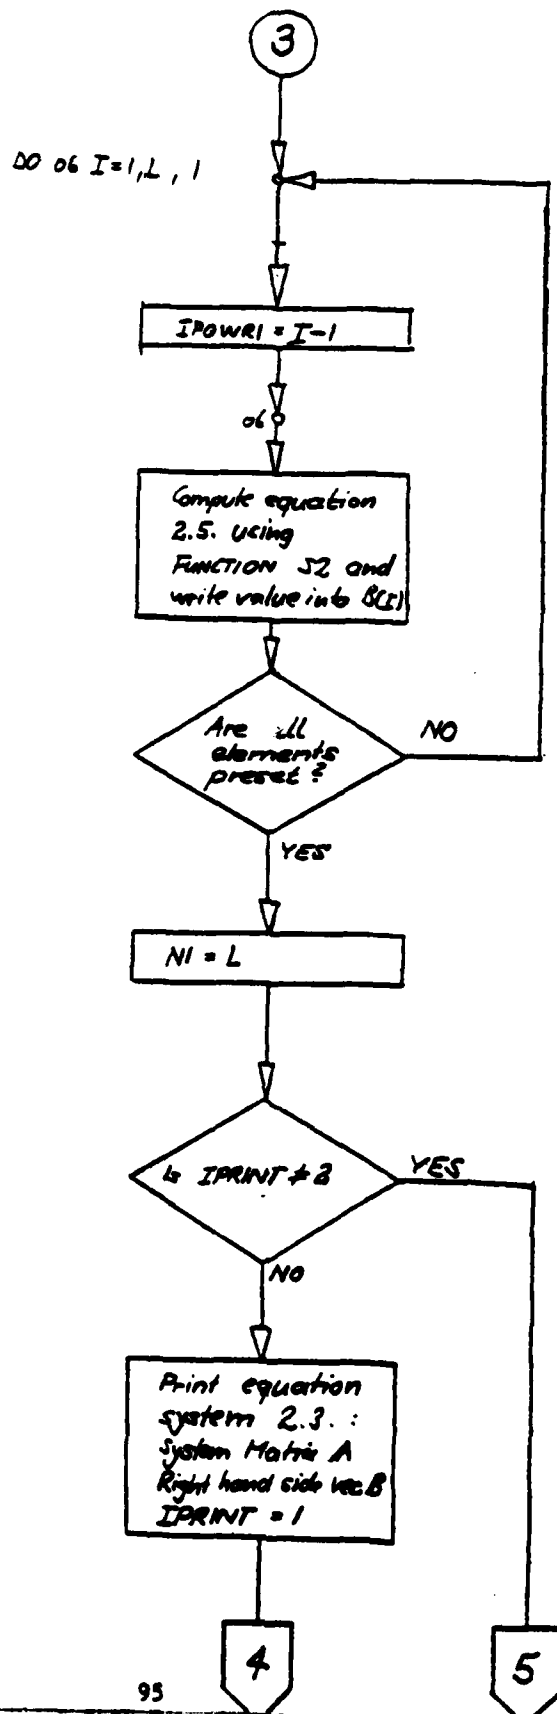 3
DO 06 I=1,L, 1
IPOWR1 = I-1
06
Compute equation
2.5. using
FUNCTION S2 and
write value into B(I)
Are all
elements
preset?
NO
YES
N1 = L
Is IPRINT ≠ 2
YES
NO
Print equation
system 2.3. :
System Matrix A
Right hand side vec.B
IPRINT = 1
4
5
95